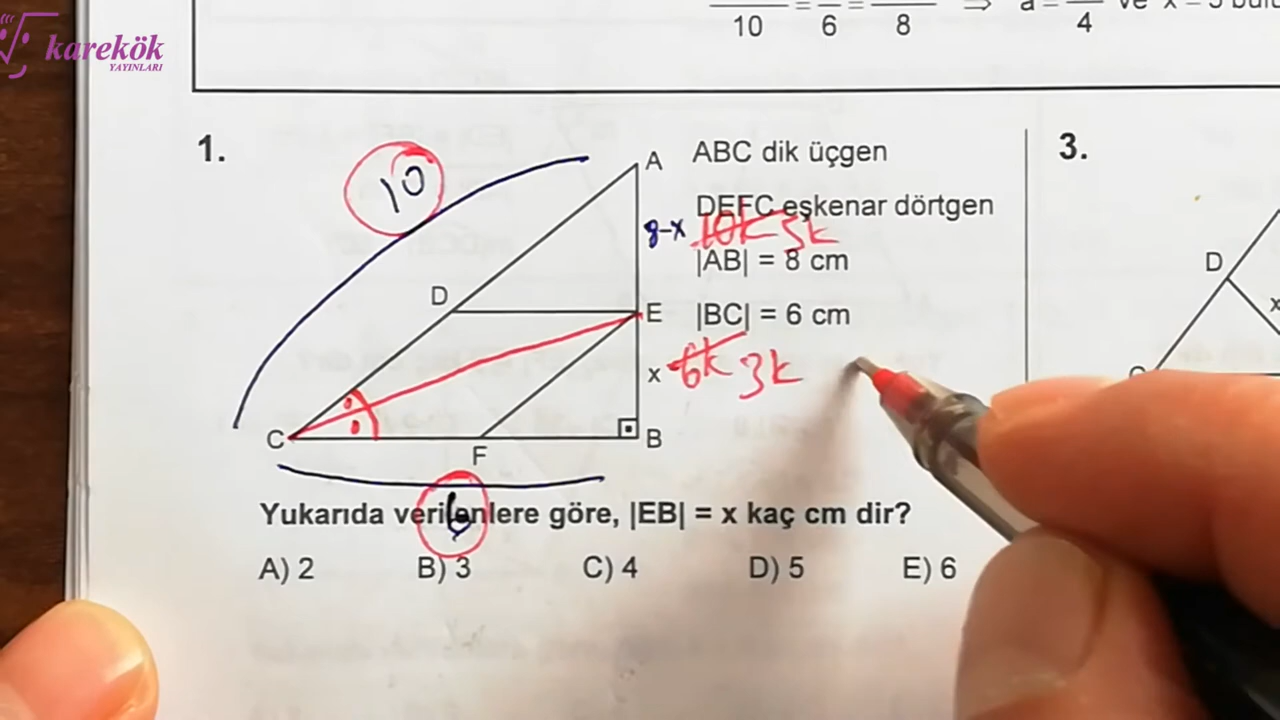 karekök
YAYINLARI
10 = 6 = 8 ⇒ a = 4 ve x =
1.
10
A
ABC dik üçgen
3.
DEFC eşkenar dörtgen
8-x 10k 5k
|AB| = 8 cm
D
E
|BC| = 6 cm
D
x
x 6k 3k
C
F
B
6
Yukarıda verilenlere göre, |EB| = x kaç cm dir?
A) 2 B) 3 C) 4 D) 5 E) 6